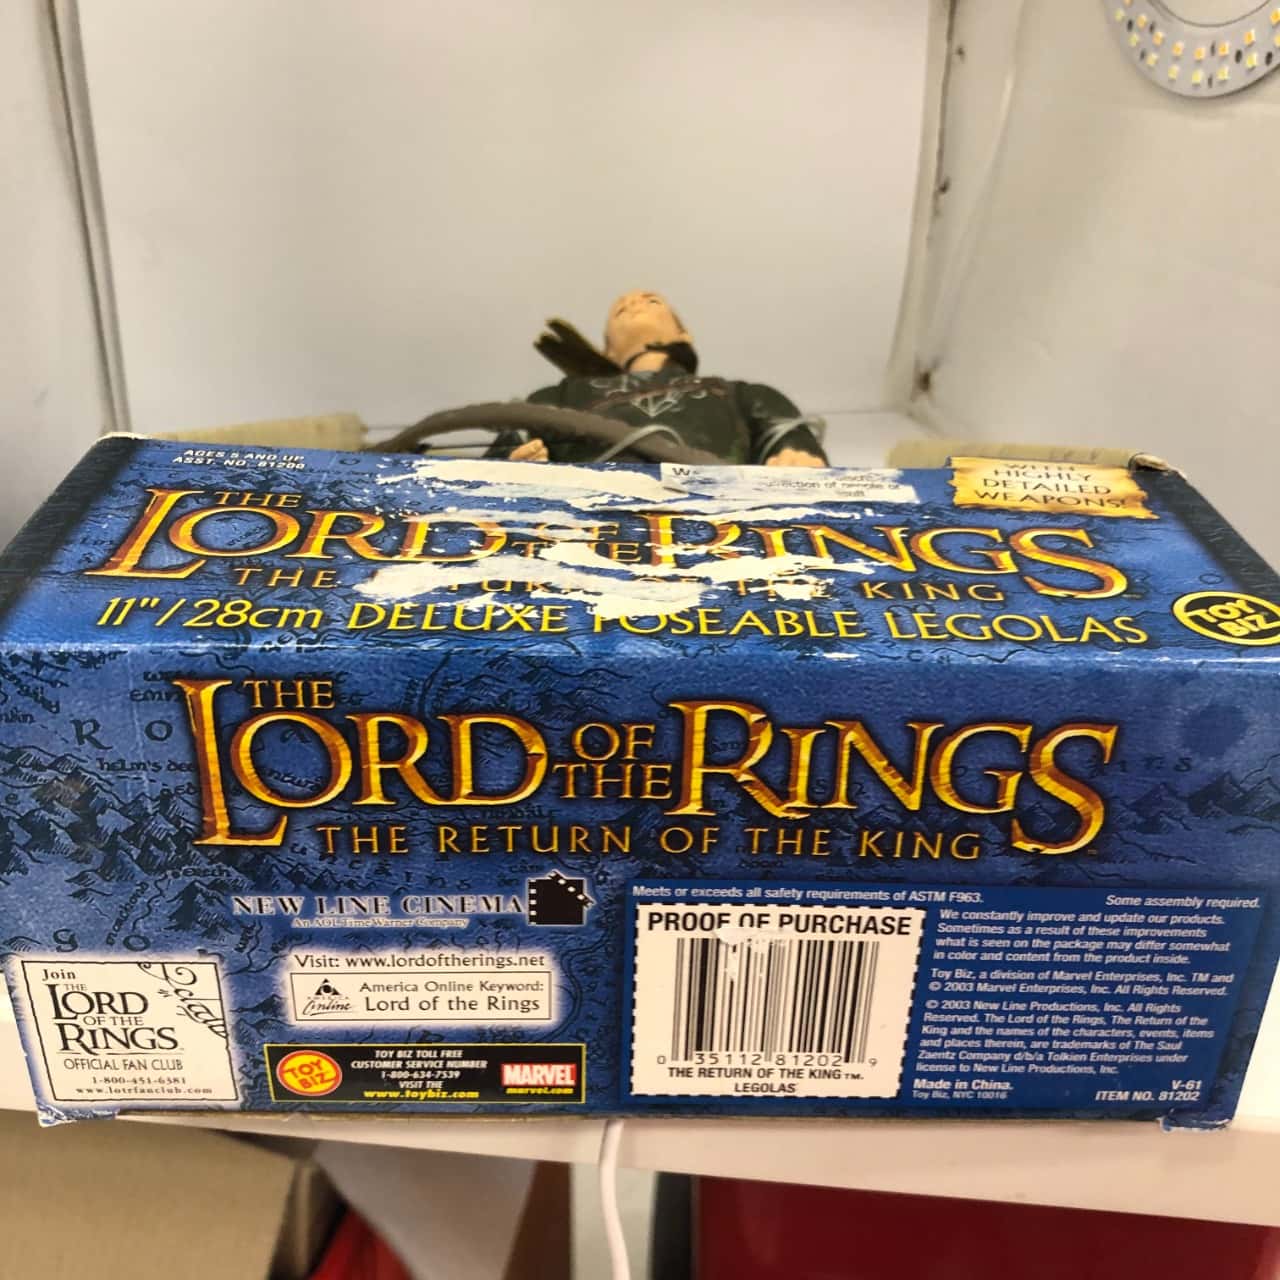 AGES 5 AND UP
ASST. NO. 81200
WITH
HIGHLY
DETAILED
WEAPONS!
THE
LORD OF THE RINGS
THE RETURN OF THE KING
11"/28cm DELUXE POSEABLE LEGOLAS
TOY
BIZ
THE
LORD OF THE RINGS
THE RETURN OF THE KING
NEW LINE CINEMA
An AOL Time Warner Company
Join
THE
LORD
OF THE
RINGS
OFFICIAL FAN CLUB
1-800-451-6381
www.lotrfanclub.com
Visit: www.lordoftherings.net
AMERICA
Online
America Online Keyword:
Lord of the Rings
TOY
BIZ
TOY BIZ TOLL FREE
CUSTOMER SERVICE NUMBER
1-800-634-7539
VISIT THE
www.toybiz.com
MARVEL
marvel.com
Meets or exceeds all safety requirements of ASTM F963.
Some assembly required.
PROOF OF PURCHASE
0 35112 81202 9
THE RETURN OF THE KING™.
LEGOLAS
We constantly improve and update our products.
Sometimes as a result of these improvements
what is seen on the package may differ somewhat
in color and content from the product inside.
Toy Biz, a division of Marvel Enterprises, Inc. TM and
© 2003 Marvel Enterprises, Inc. All Rights Reserved.
© 2003 New Line Productions, Inc. All Rights
Reserved. The Lord of the Rings, The Return of the
King and the names of the characters, events, items
and places therein, are trademarks of The Saul
Zaentz Company d/b/a Tolkien Enterprises under
license to New Line Productions, Inc.
Made in China.
Toy Biz, NYC 10016
V-61
ITEM NO. 81202